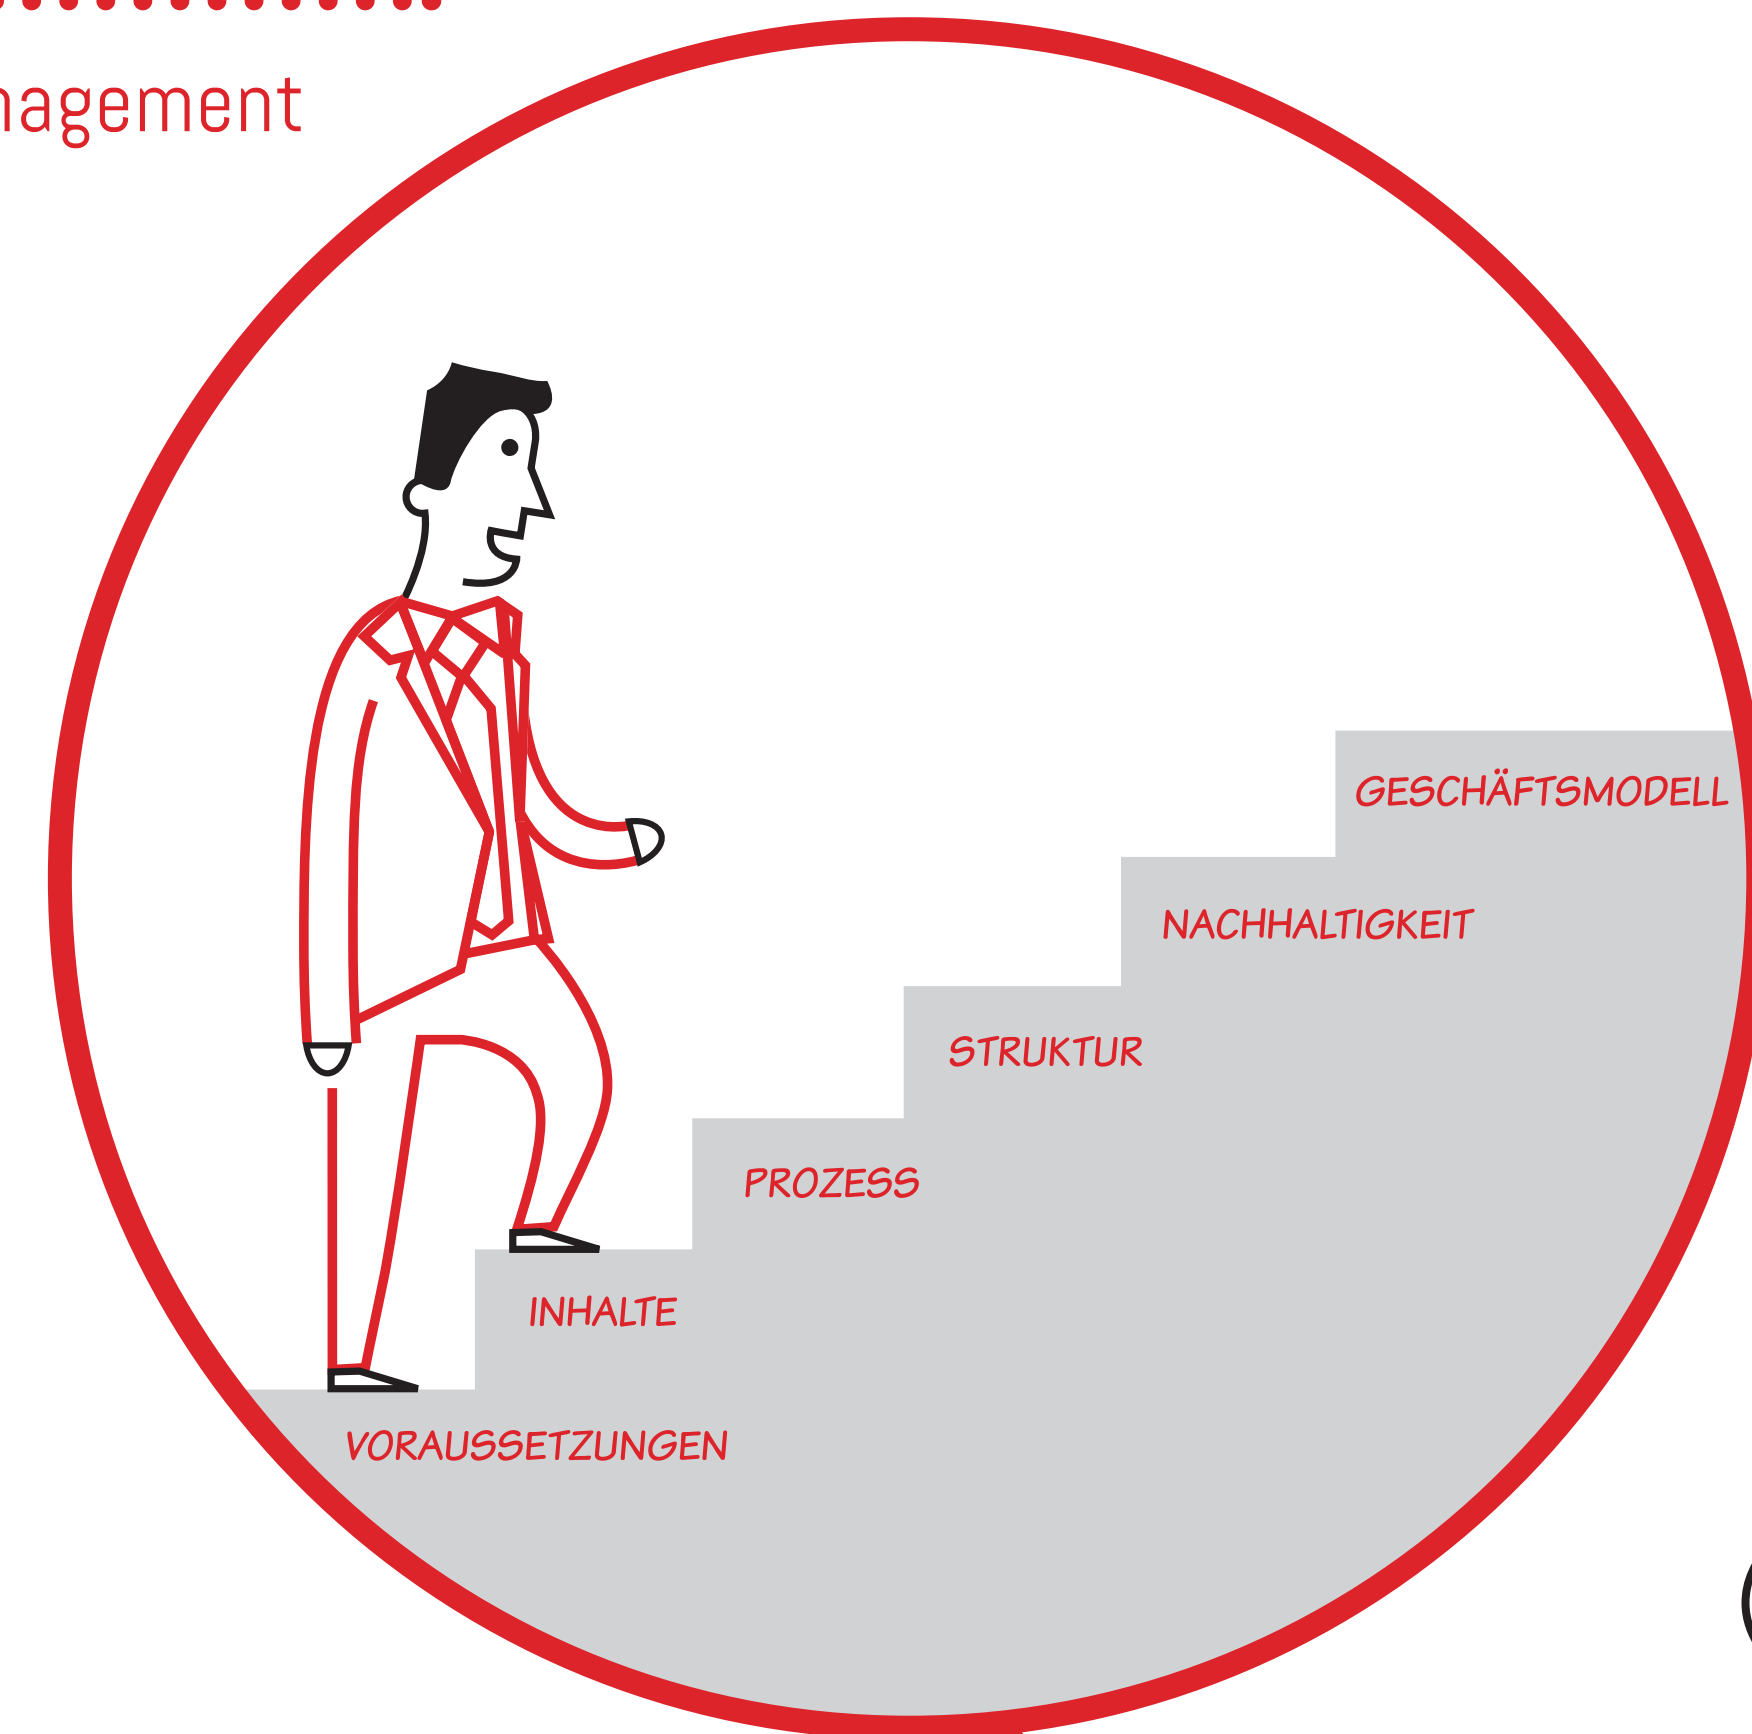 nagement
GESCHÄFTSMODELL
NACHHALTIGKEIT
STRUKTUR
PROZESS
INHALTE
VORAUSSETZUNGEN